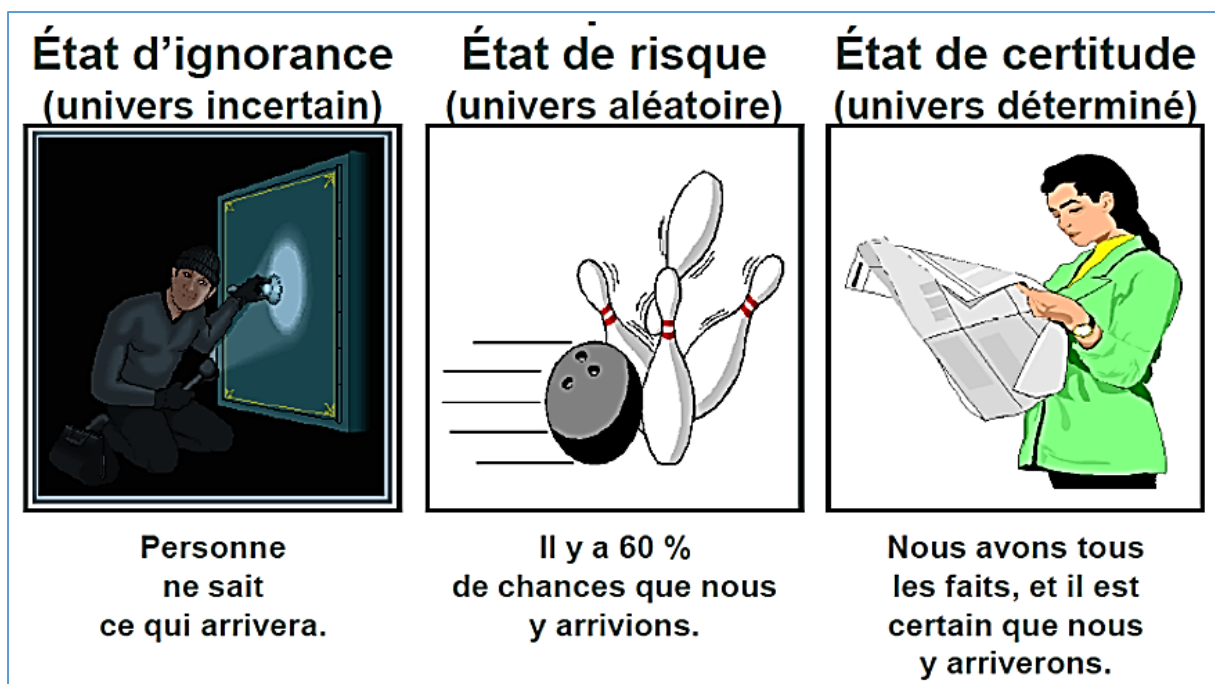 État d’ignorance
(univers incertain)
Personne
ne sait
ce qui arrivera.
État de risque
(univers aléatoire)
Il y a 60 %
de chances que nous
y arrivions.
État de certitude
(univers déterminé)
Nous avons tous
les faits, et il est
certain que nous
y arriverons.